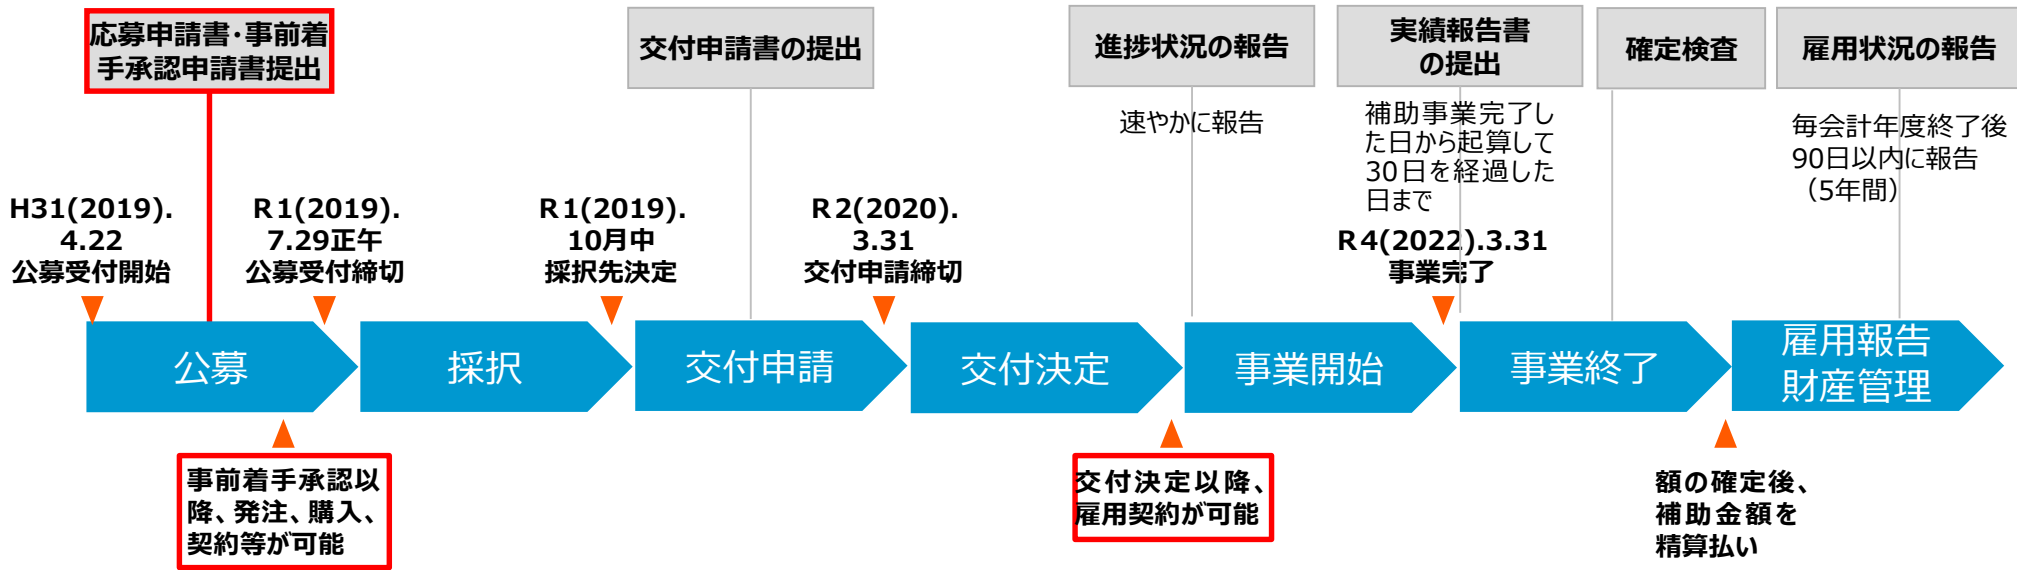 応募申請書・事前着
手承認申請書提出
交付申請書の提出
進捗状況の報告
実績報告書
の提出
確定検査
雇用状況の報告
速やかに報告
補助事業完了し
た日から起算して
30日を経過した
日まで
毎会計年度終了後
90日以内に報告
（5年間）
H31(2019).
4.22
公募受付開始
R1(2019).
7.29正午
公募受付締切
R1(2019).
10月中
採択先決定
R2(2020).
3.31
交付申請締切
R4(2022).3.31
事業完了
公募
採択
交付申請
交付決定
事業開始
事業終了
雇用報告
財産管理
事前着手承認以
降、発注、購入、
契約等が可能
交付決定以降、
雇用契約が可能
額の確定後、
補助金額を
精算払い